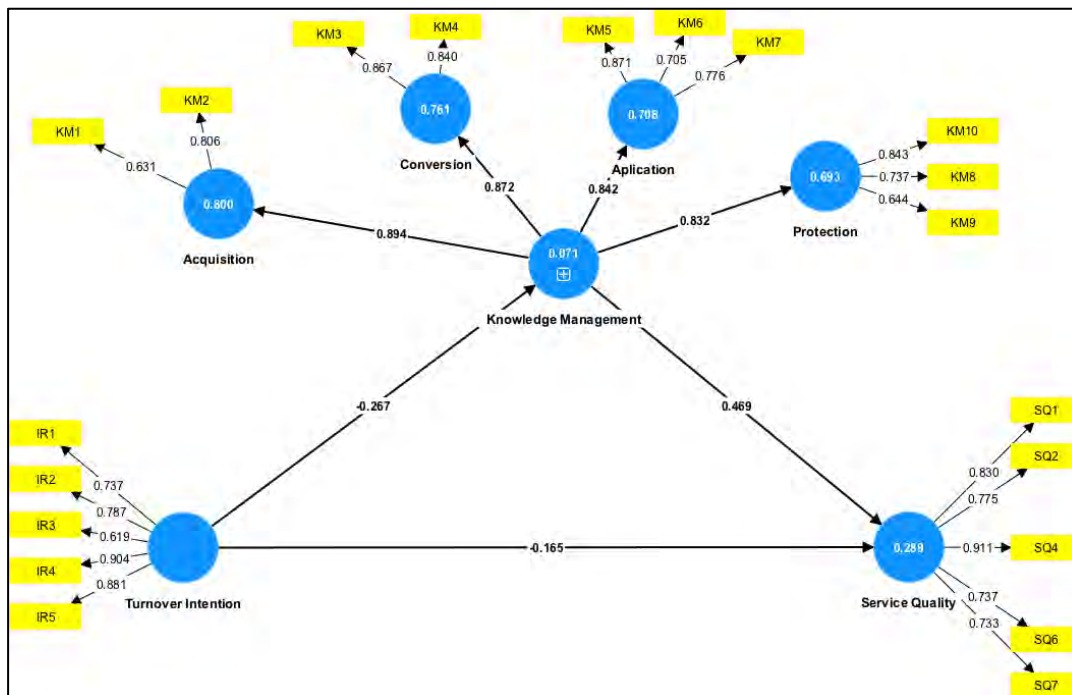 KM3
KM4
KM5
KM6
KM7
0.867
0.840
0.871
0.705
0.776
KM1
KM2
0.631
0.806
0.761
Conversion
0.708
Aplication
KM10
KM8
KM9
0.843
0.737
0.644
0.693
Protection
0.800
Acquisition
0.872
0.842
0.894
0.832
0.071
Knowledge Management
-0.267
0.469
IR1
IR2
IR3
IR4
IR5
0.737
0.787
0.619
0.904
0.881
Turnover Intention
-0.165
0.289
Service Quality
SQ1
SQ2
SQ4
SQ6
SQ7
0.830
0.775
0.911
0.737
0.733